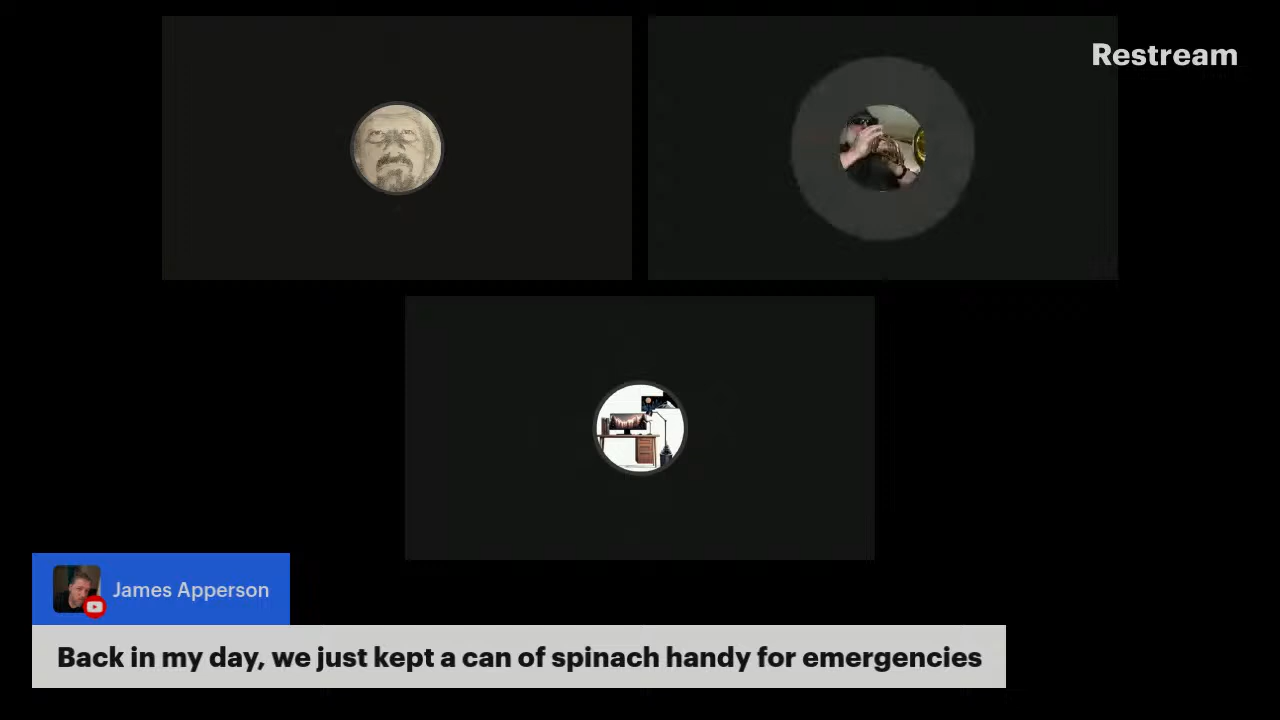 Restream
James Apperson
Back in my day, we just kept a can of spinach handy for emergencies